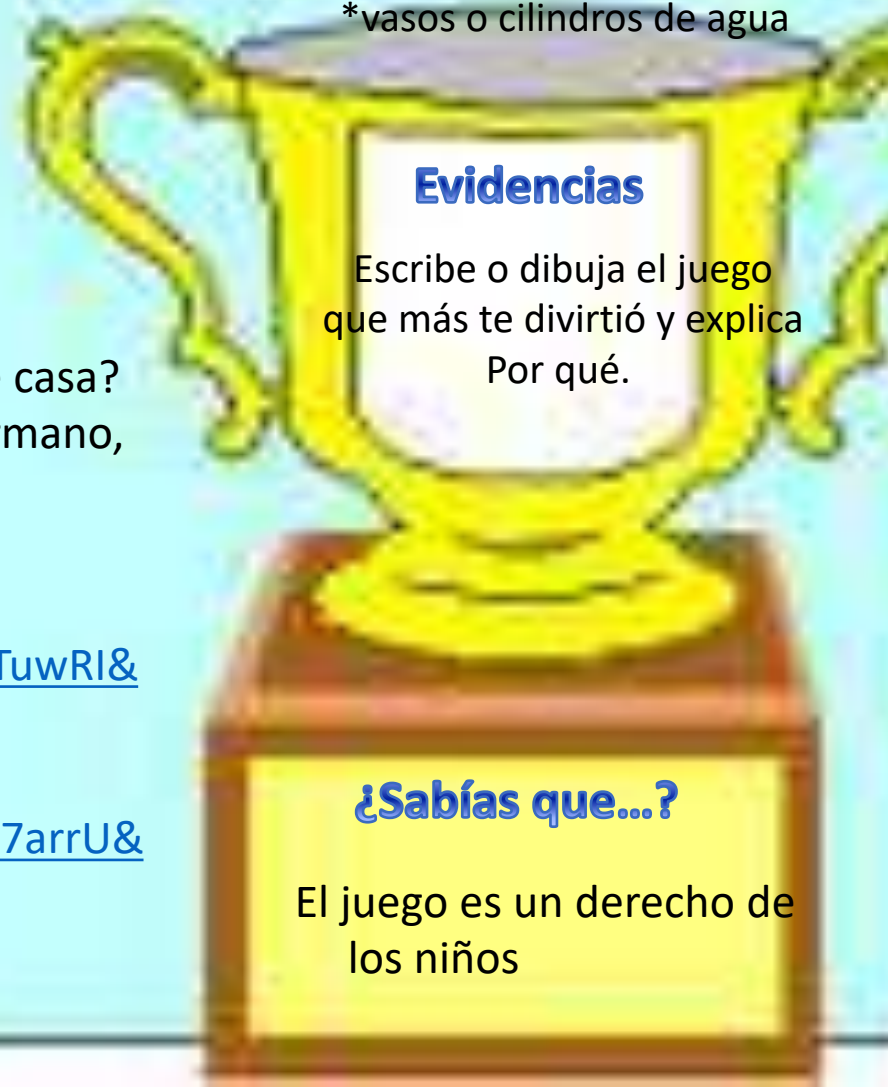 *vasos o cilindros de agua
Evidencias
Escribe o dibuja el juego
que más te divirtió y explica
Por qué.
casa?
rmano,
TuwRI&
7arrU&
¿Sabías que...?
El juego es un derecho de
los niños